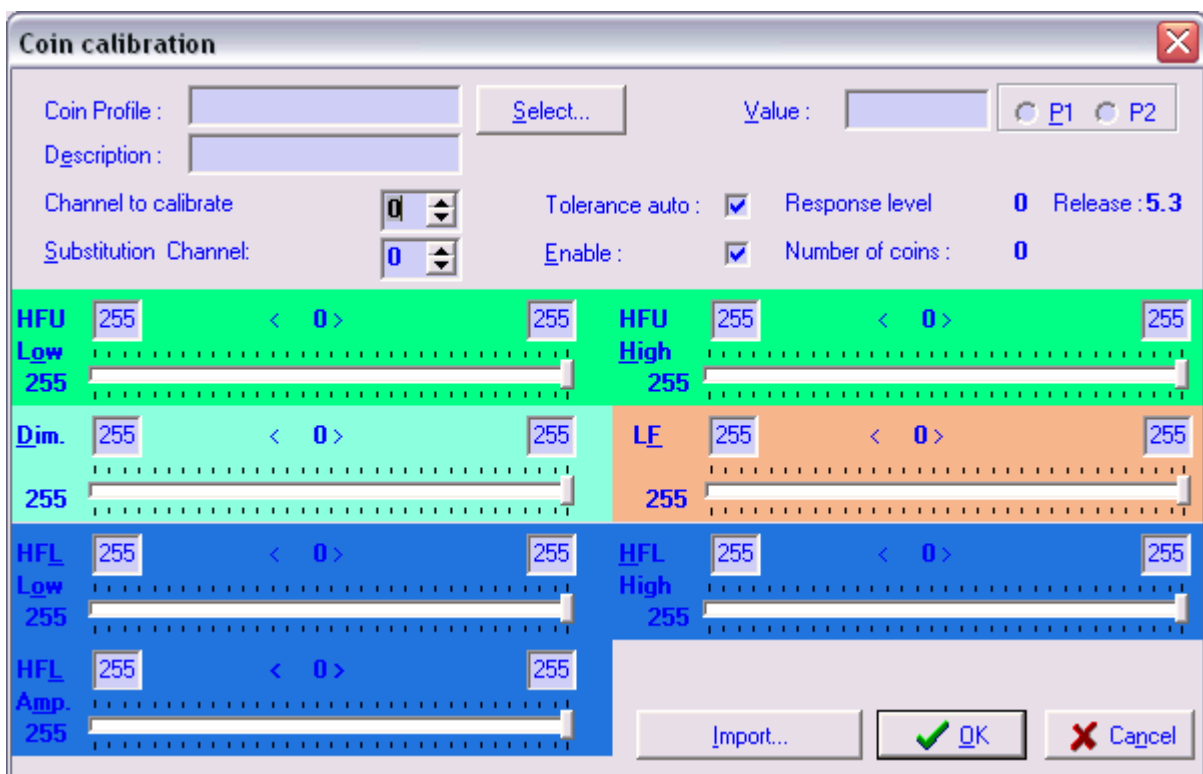 Coin calibration
Coin Profile : Select... Value : P1 P2
Description :
Channel to calibrate 0 Tolerance auto : Response level 0 Release : 5.3
Substitution Channel: 0 Enable : Number of coins : 0
HFU Low 255 < 0 > 255
255
HFU High 255 < 0 > 255
255
Dim. 255 < 0 > 255
255
LF 255 < 0 > 255
255
HFL Low 255 < 0 > 255
255
HFL High 255 < 0 > 255
255
HFL Amp. 255 < 0 > 255
255
Import... OK Cancel